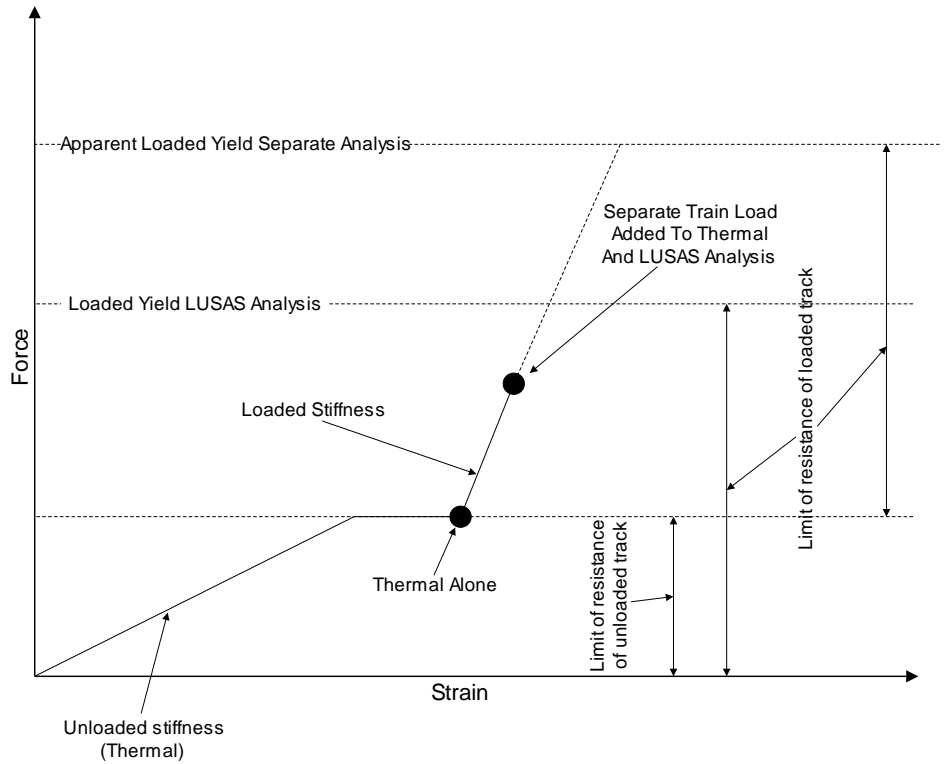 Apparent Loaded Yield Separate Analysis
Separate Train Load
Added To Thermal
And LUSAS Analysis
Loaded Yield LUSAS Analysis
Force
Loaded Stiffness
Limit of resistance of loaded track
Thermal Alone
Limit of resistance
of unloaded track
Strain
Unloaded stiffness
(Thermal)